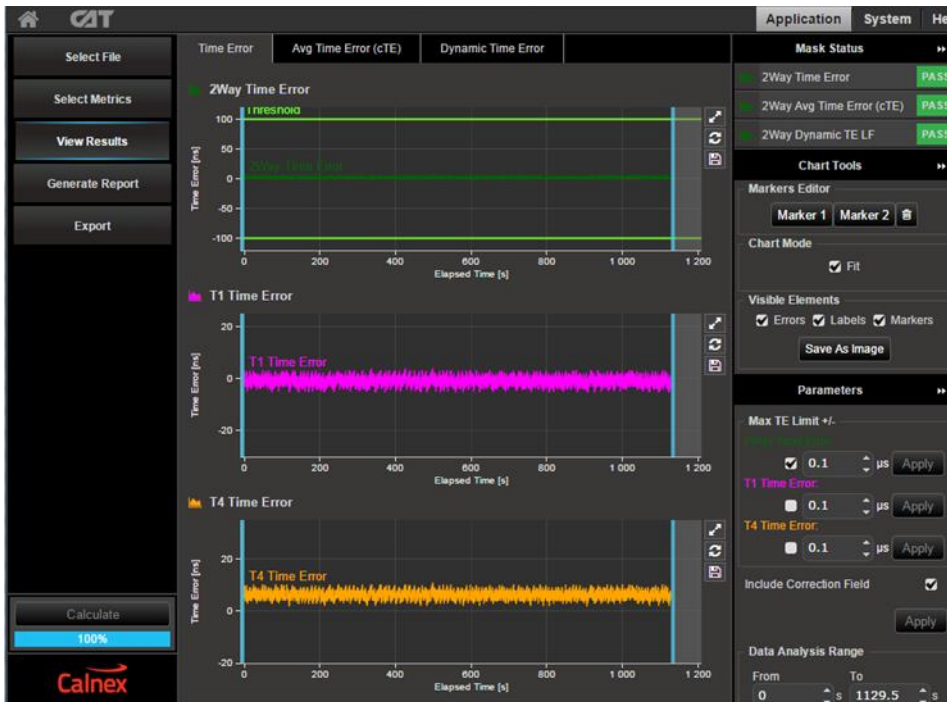 CAT
Application System He
Select File
Select Metrics
View Results
Generate Report
Export
Calculate
100%
Calnex
Time Error Avg Time Error (cTE) Dynamic Time Error
2Way Time Error
Threshold
2Way Time Error
100
50
0
-50
-100
Time Error [ns]
0 200 400 600 800 1 000 1 200
Elapsed Time [s]
T1 Time Error
T1 Time Error
20
0
-20
Time Error [ns]
0 200 400 600 800 1 000 1 200
Elapsed Time [s]
T4 Time Error
T4 Time Error
20
0
-20
Time Error [ns]
0 200 400 600 800 1 000 1 200
Elapsed Time [s]
Mask Status
2Way Time Error PASS
2Way Avg Time Error (cTE) PASS
2Way Dynamic TE LF PASS
Chart Tools
Markers Editor
Marker 1 Marker 2
Chart Mode
Fit
Visible Elements
Errors Labels Markers
Save As Image
Parameters
Max TE Limit +/-
2Way Time Error:
0.1 µs Apply
T1 Time Error:
0.1 µs Apply
T4 Time Error:
0.1 µs Apply
Include Correction Field
Apply
Data Analysis Range
From To
0 s 1129.5 s